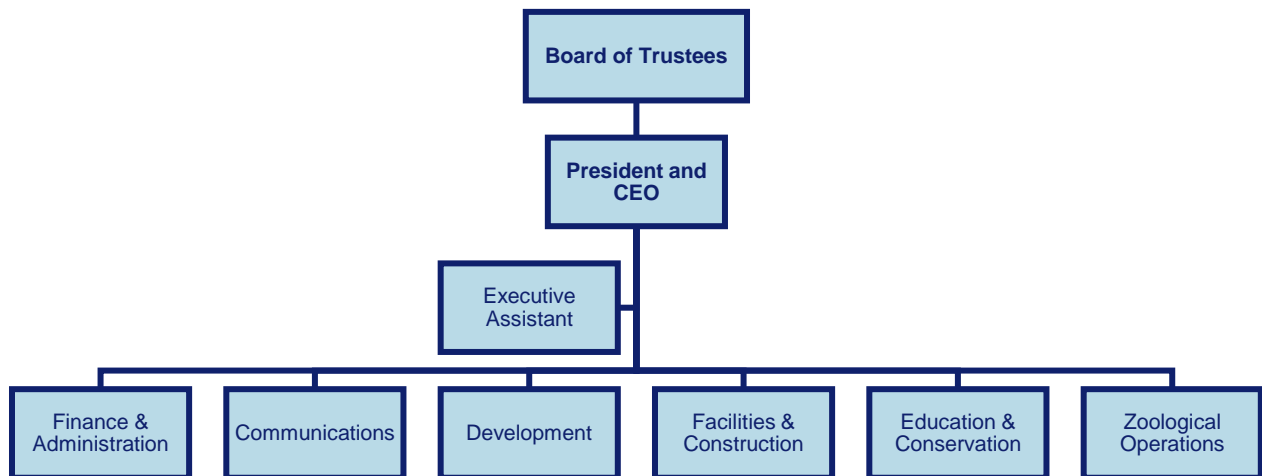 Board of Trustees
President and
CEO
Executive
Assistant
Finance &
Administration
Communications
Development
Facilities &
Construction
Education &
Conservation
Zoological
Operations